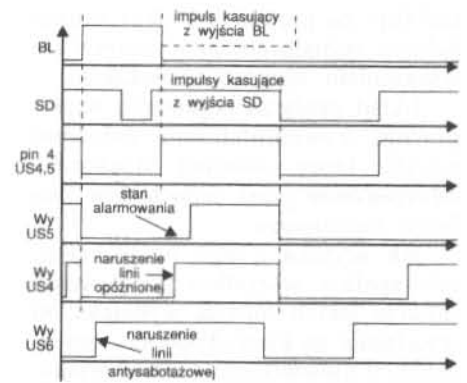 impuls kasujący
z wyjścia BL
BL
impulsy kasujące
z wyjścia SD
SD
pin 4
US4,5
stan
alarmowania
Wy
US5
naruszenie
linii
opóźnionej
Wy
US4
naruszenie
linii
antysabotażowej
Wy
US6